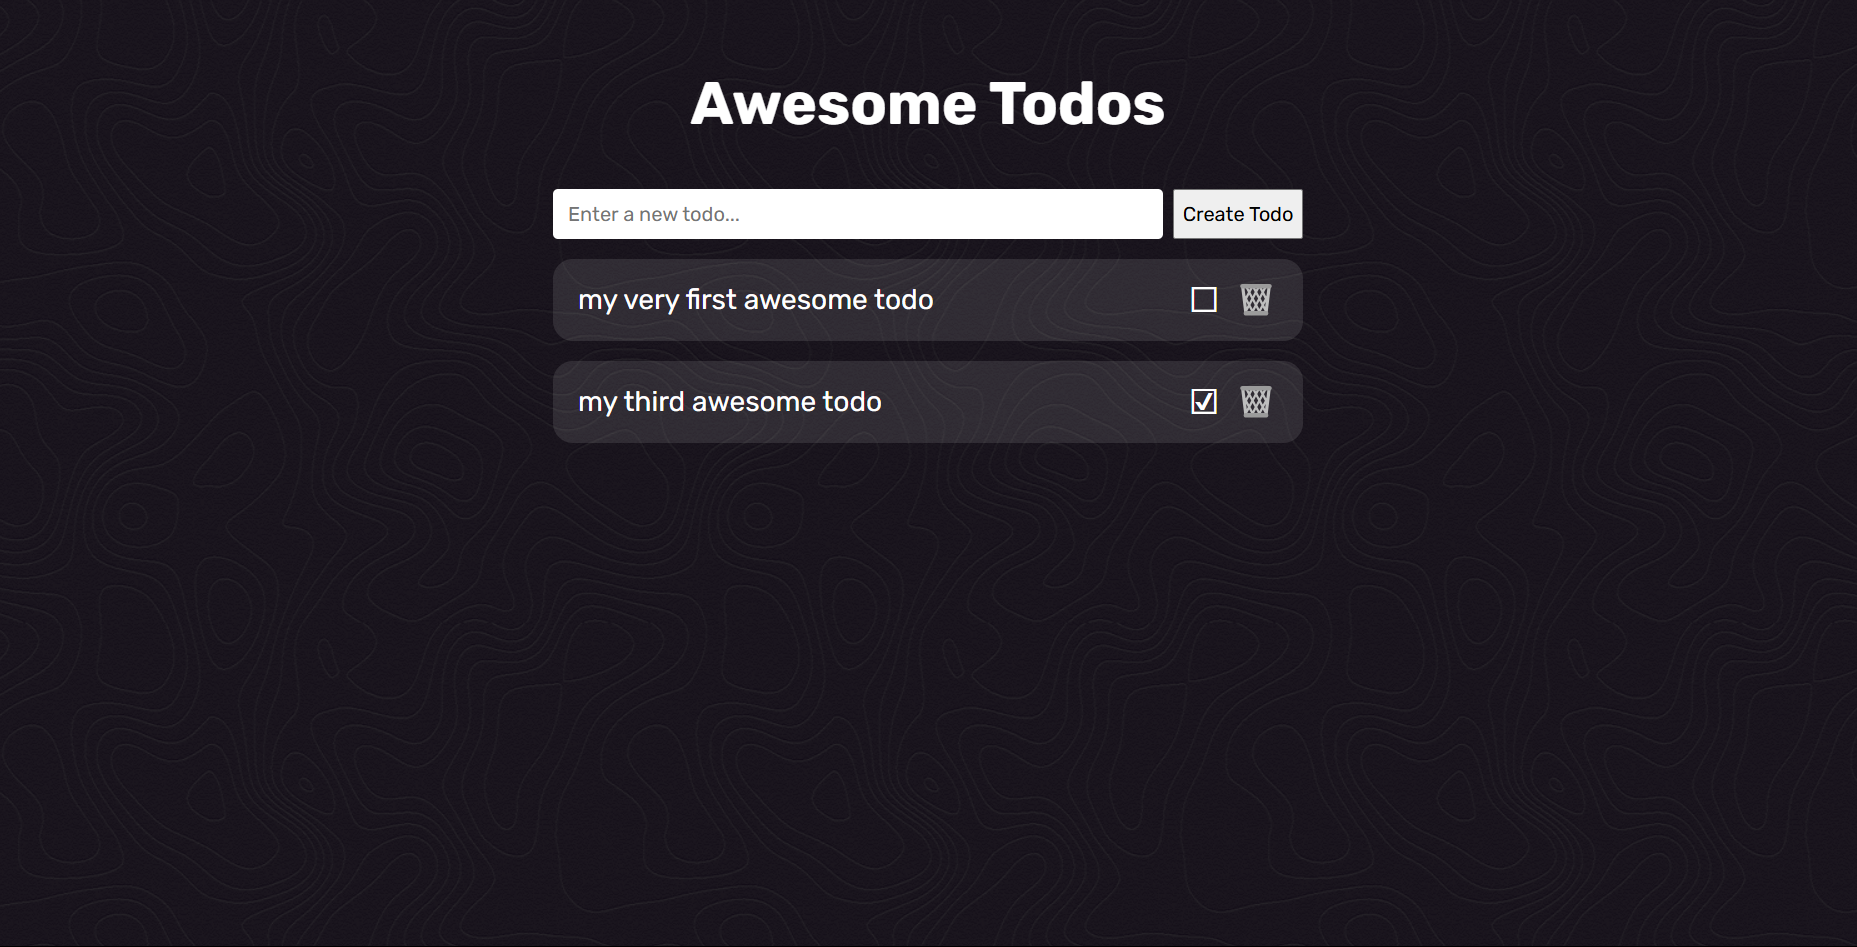 Awesome Todos
Enter a new todo...
Create Todo
my very first awesome todo
my third awesome todo